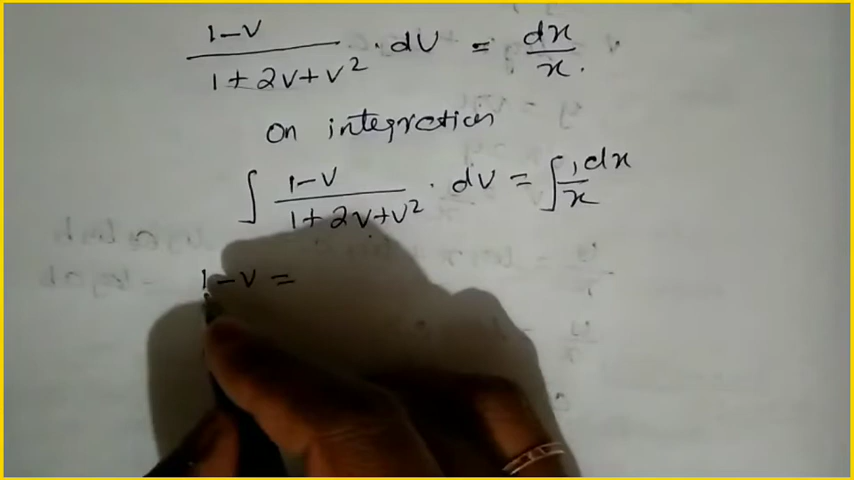 1-v / 1+2v+v² . dv = dx / x .
On integration
∫ 1-v / 1+2v+v² . dv = ∫ 1 / x dx
1-v =